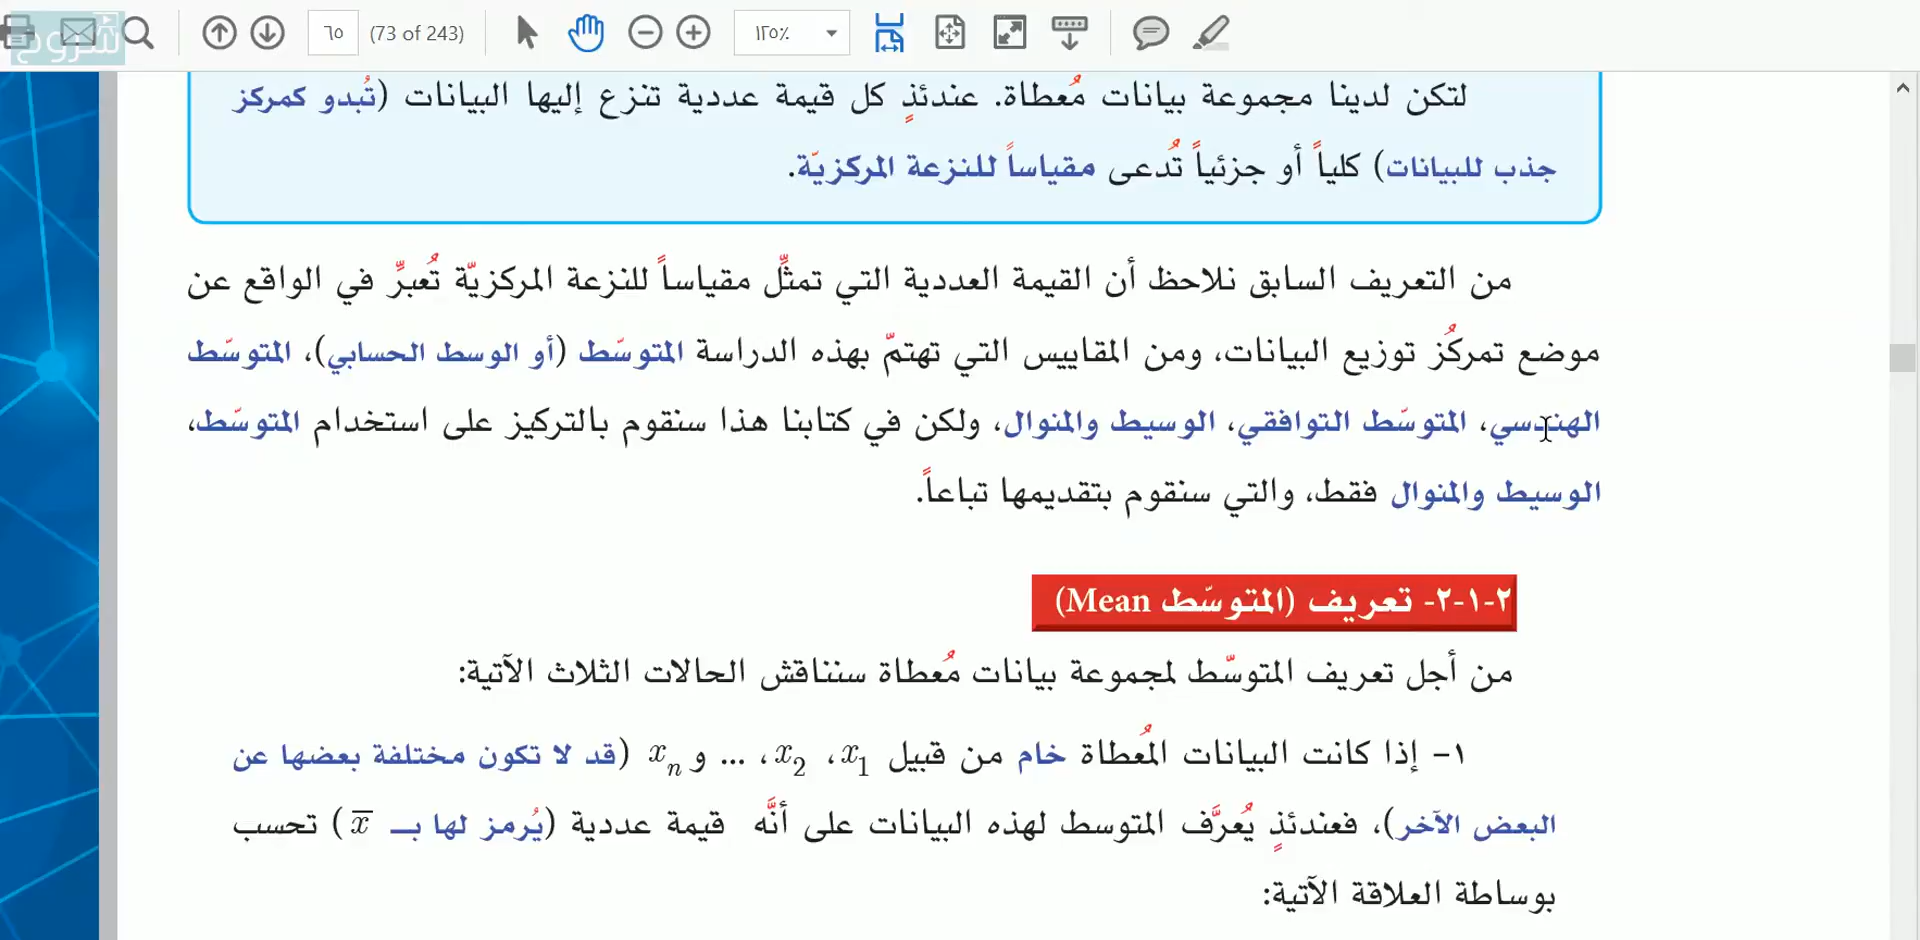 شروح
٦٥ (73 of 243) ١٢٥٪
لتكن لدينا مجموعة بيانات مُعطاة. عندئذٍ كل قيمة عددية تنزع إليها البيانات (تُبدو كمركز
جذب للبيانات) كلياً أو جزئياً تُدعى مقياساً للنزعة المركزيّة.
من التعريف السابق نلاحظ أن القيمة العددية التي تمثّل مقياساً للنزعة المركزيّة تُعبرِّ في الواقع عن
موضع تمركُز توزيع البيانات، ومن المقاييس التي تهتمّ بهذه الدراسة المتوسّط (أو الوسط الحسابي)، المتوسّط
الهندسي، المتوسّط التوافقي، الوسيط والمنوال، ولكن في كتابنا هذا سنقوم بالتركيز على استخدام المتوسّط،
الوسيط والمنوال فقط، والتي سنقوم بتقديمها تباعاً.
٢-١-٢- تعريف (المتوسّط Mean)
من أجل تعريف المتوسّط لمجموعة بيانات مُعطاة سنناقش الحالات الثلاث الآتية:
١- إذا كانت البيانات المُعطاة خام من قبيل x₁، x₂، ... و xₙ (قد لا تكون مختلفة بعضها عن
البعض الآخر)، فعندئذٍ يُعرَّف المتوسط لهذه البيانات على أنَّه قيمة عددية (يُرمز لها بـ x̄) تحسب
بوساطة العلاقة الآتية: